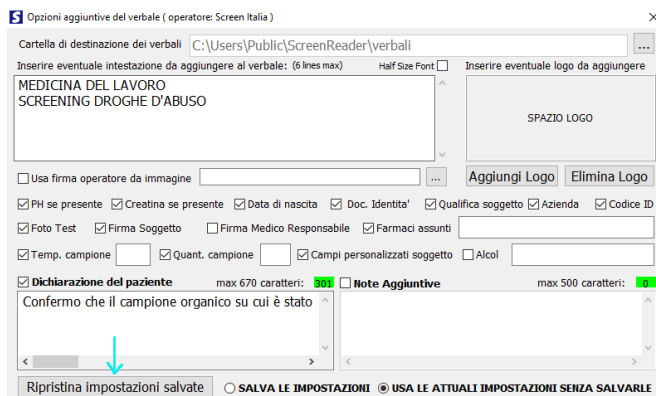 Opzioni aggiuntive del verbale ( operatore: Screen Italia )
Cartella di destinazione dei verbali C:\Users\Public\ScreenReader\verbali ...
Inserire eventuale intestazione da aggiungere al verbale: (6 lines max) Half Size Font Inserire eventuale logo da aggiungere
MEDICINA DEL LAVORO
SCREENING DROGHE D'ABUSO
SPAZIO LOGO
Usa firma operatore da immagine ... Aggiungi Logo Elimina Logo
PH se presente Creatina se presente Data di nascita Doc. Identita' Qualifica soggetto Azienda Codice ID
Foto Test Firma Soggetto Firma Medico Responsabile Farmaci assunti
Temp. campione Quant. campione Campi personalizzati soggetto Alcol
Dichiarazione del paziente max 670 caratteri: 301 Note Aggiuntive max 500 caratteri: 0
Confermo che il campione organico su cui è stato
Ripristina impostazioni salvate SALVA LE IMPOSTAZIONI USA LE ATTUALI IMPOSTAZIONI SENZA SALVARLE